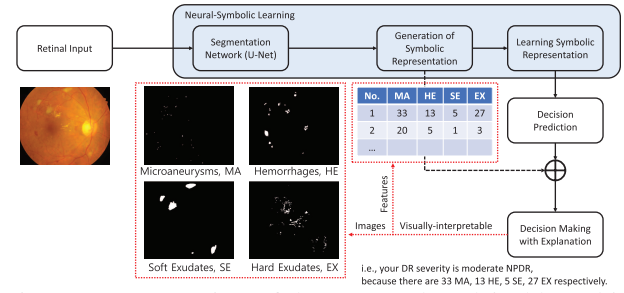 Neural-Symbolic Learning
Retinal Input
Segmentation
Network (U-Net)
Generation of
Symbolic
Representation
Learning Symbolic
Representation
No. MA HE SE EX
1 33 13 5 27
2 20 5 1 3
...
Decision
Prediction
Microaneurysms, MA
Hemorrhages, HE
Soft Exudates, SE
Hard Exudates, EX
Features
Images
Visually-interpretable
Decision Making
with Explanation
i.e., your DR severity is moderate NPDR,
because there are 33 MA, 13 HE, 5 SE, 27 EX respectively.